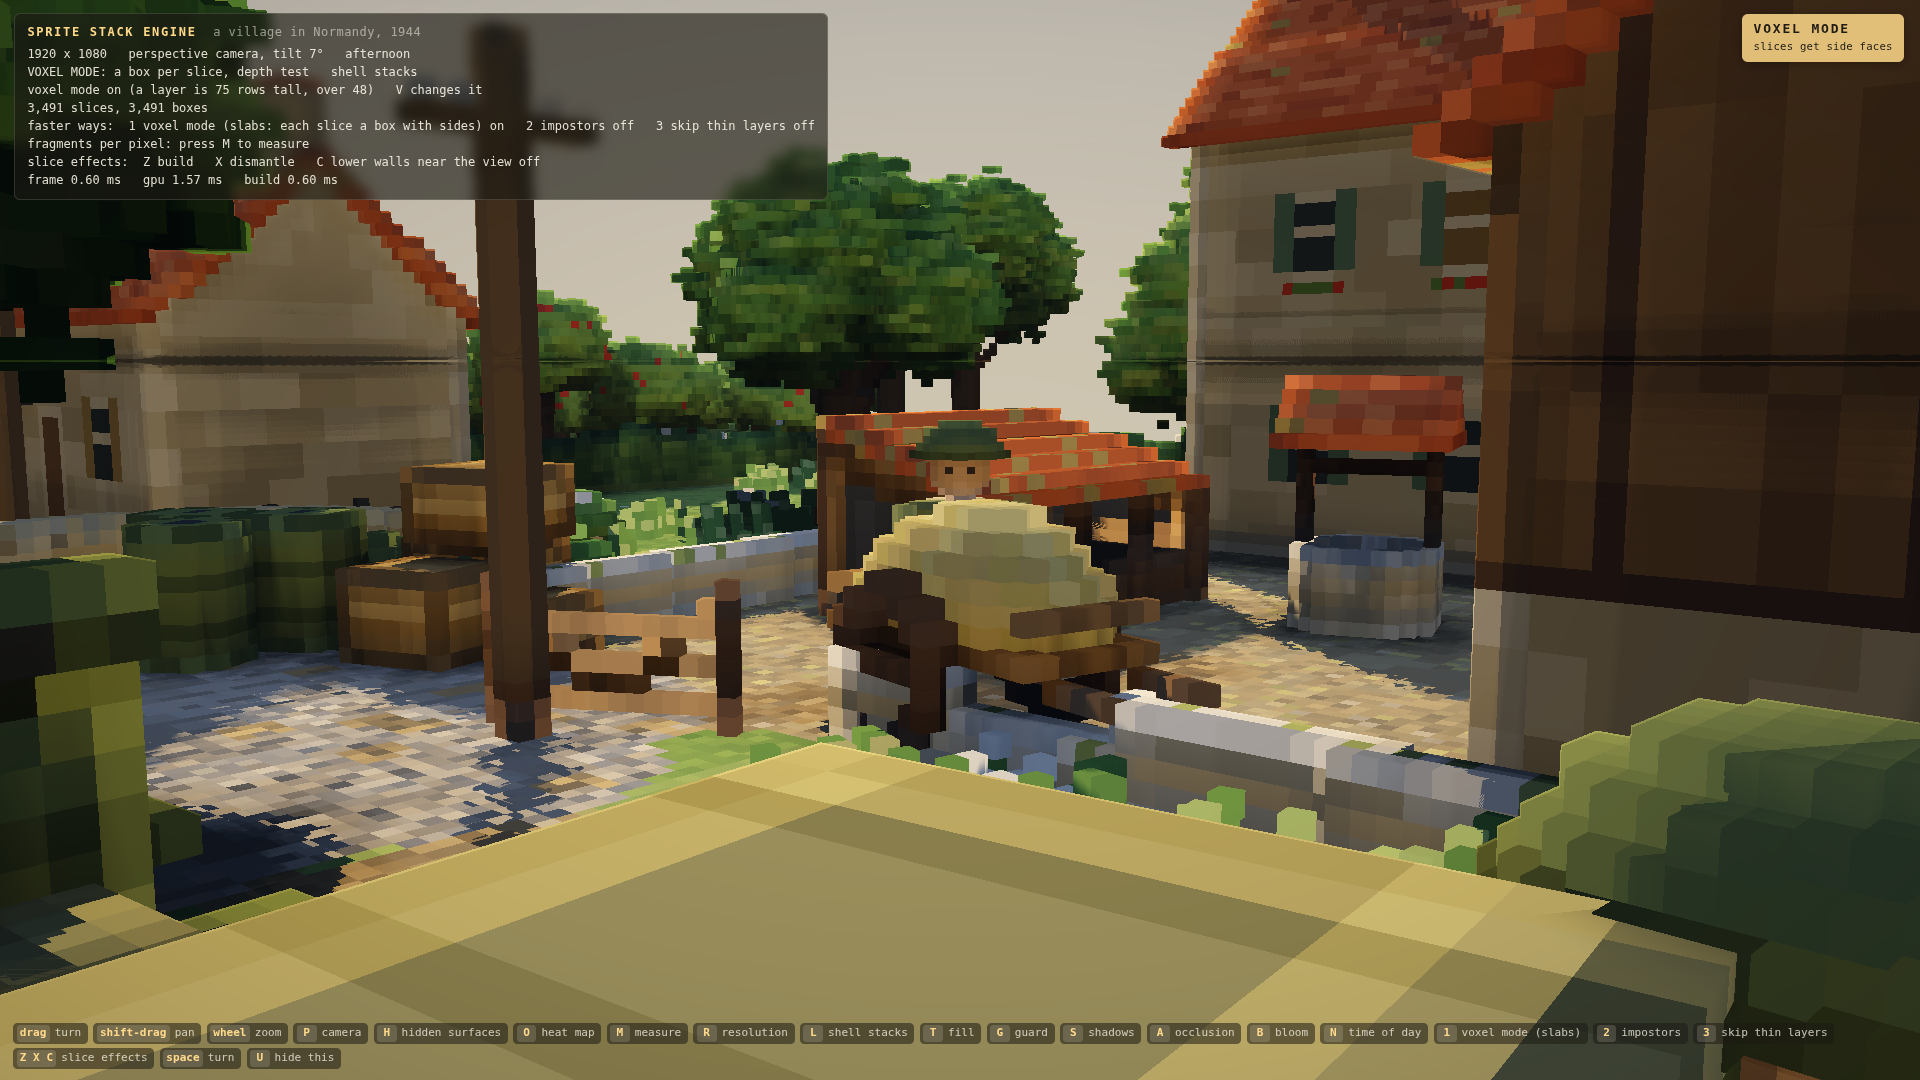 SPRITE STACK ENGINE a village in Normandy, 1944
1920 x 1080 perspective camera, tilt 7° afternoon
VOXEL MODE: a box per slice, depth test shell stacks
voxel mode on (a layer is 75 rows tall, over 48) V changes it
3,491 slices, 3,491 boxes
faster ways: 1 voxel mode (slabs: each slice a box with sides) on 2 impostors off 3 skip thin layers off
fragments per pixel: press M to measure
slice effects: Z build X dismantle C lower walls near the view off
frame 0.60 ms gpu 1.57 ms build 0.60 ms
VOXEL MODE
slices get side faces
drag turn shift-drag pan wheel zoom P camera H hidden surfaces O heat map M measure R resolution L shell stacks T fill G guard S shadows A occlusion B bloom N time of day 1 voxel mode (slabs) 2 impostors 3 skip thin layers
Z X C slice effects space turn U hide this